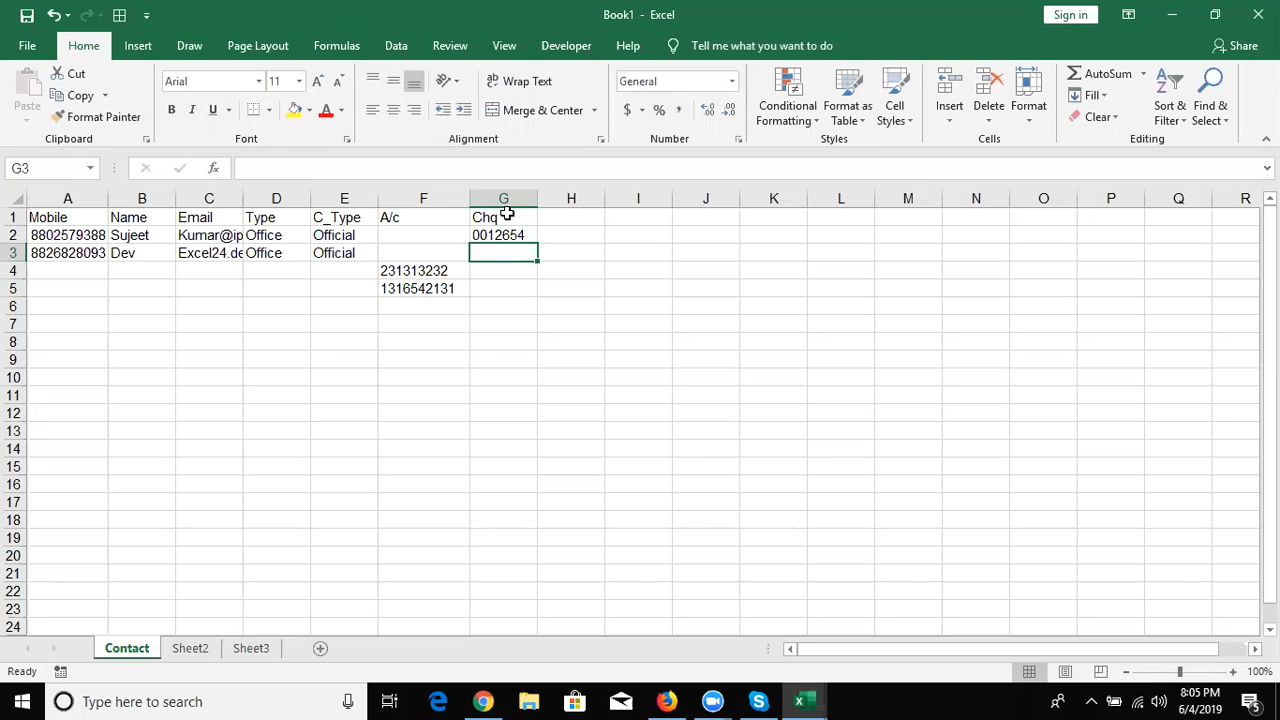 Book1 - Excel
Sign in
File Home Insert Draw Page Layout Formulas Data Review View Developer Help Tell me what you want to do Share
Paste
Cut
Copy
Format Painter
Clipboard
Arial 11
B I U
Font
Wrap Text
Merge & Center
Alignment
General
$ % ,
Number
Conditional Formatting
Format as Table
Cell Styles
Styles
Insert
Delete
Format
Cells
AutoSum
Fill
Clear
Sort & Filter
Find & Select
Editing
G3
fx
A B C D E F G H I J K L M N O P Q R
1 Mobile Name Email Type C_Type A/c Chq
2 8802579388 Sujeet Kumar@ip Office Official 0012654
3 8826828093 Dev Excel24.de Office Official
4 231313232
5 1316542131
6
7
8
9
10
11
12
13
14
15
16
17
18
19
20
21
22
23
24
Contact Sheet2 Sheet3
Ready
100%
Type here to search
8:05 PM
6/4/2019
5